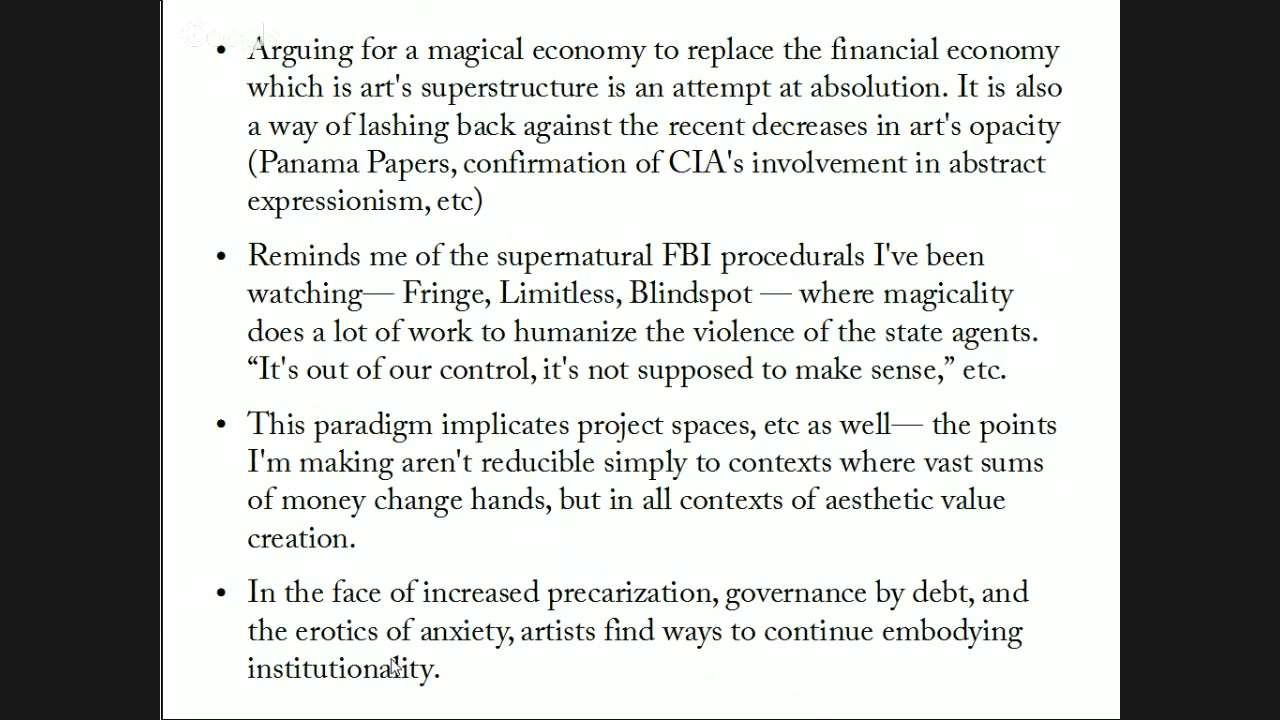 Google
• Arguing for a magical economy to replace the financial economy
which is art's superstructure is an attempt at absolution. It is also
a way of lashing back against the recent decreases in art's opacity
(Panama Papers, confirmation of CIA's involvement in abstract
expressionism, etc)
• Reminds me of the supernatural FBI procedurals I've been
watching— Fringe, Limitless, Blindspot — where magicality
does a lot of work to humanize the violence of the state agents.
“It's out of our control, it's not supposed to make sense,” etc.
• This paradigm implicates project spaces, etc as well— the points
I'm making aren't reducible simply to contexts where vast sums
of money change hands, but in all contexts of aesthetic value
creation.
• In the face of increased precarization, governance by debt, and
the erotics of anxiety, artists find ways to continue embodying
institutionality.